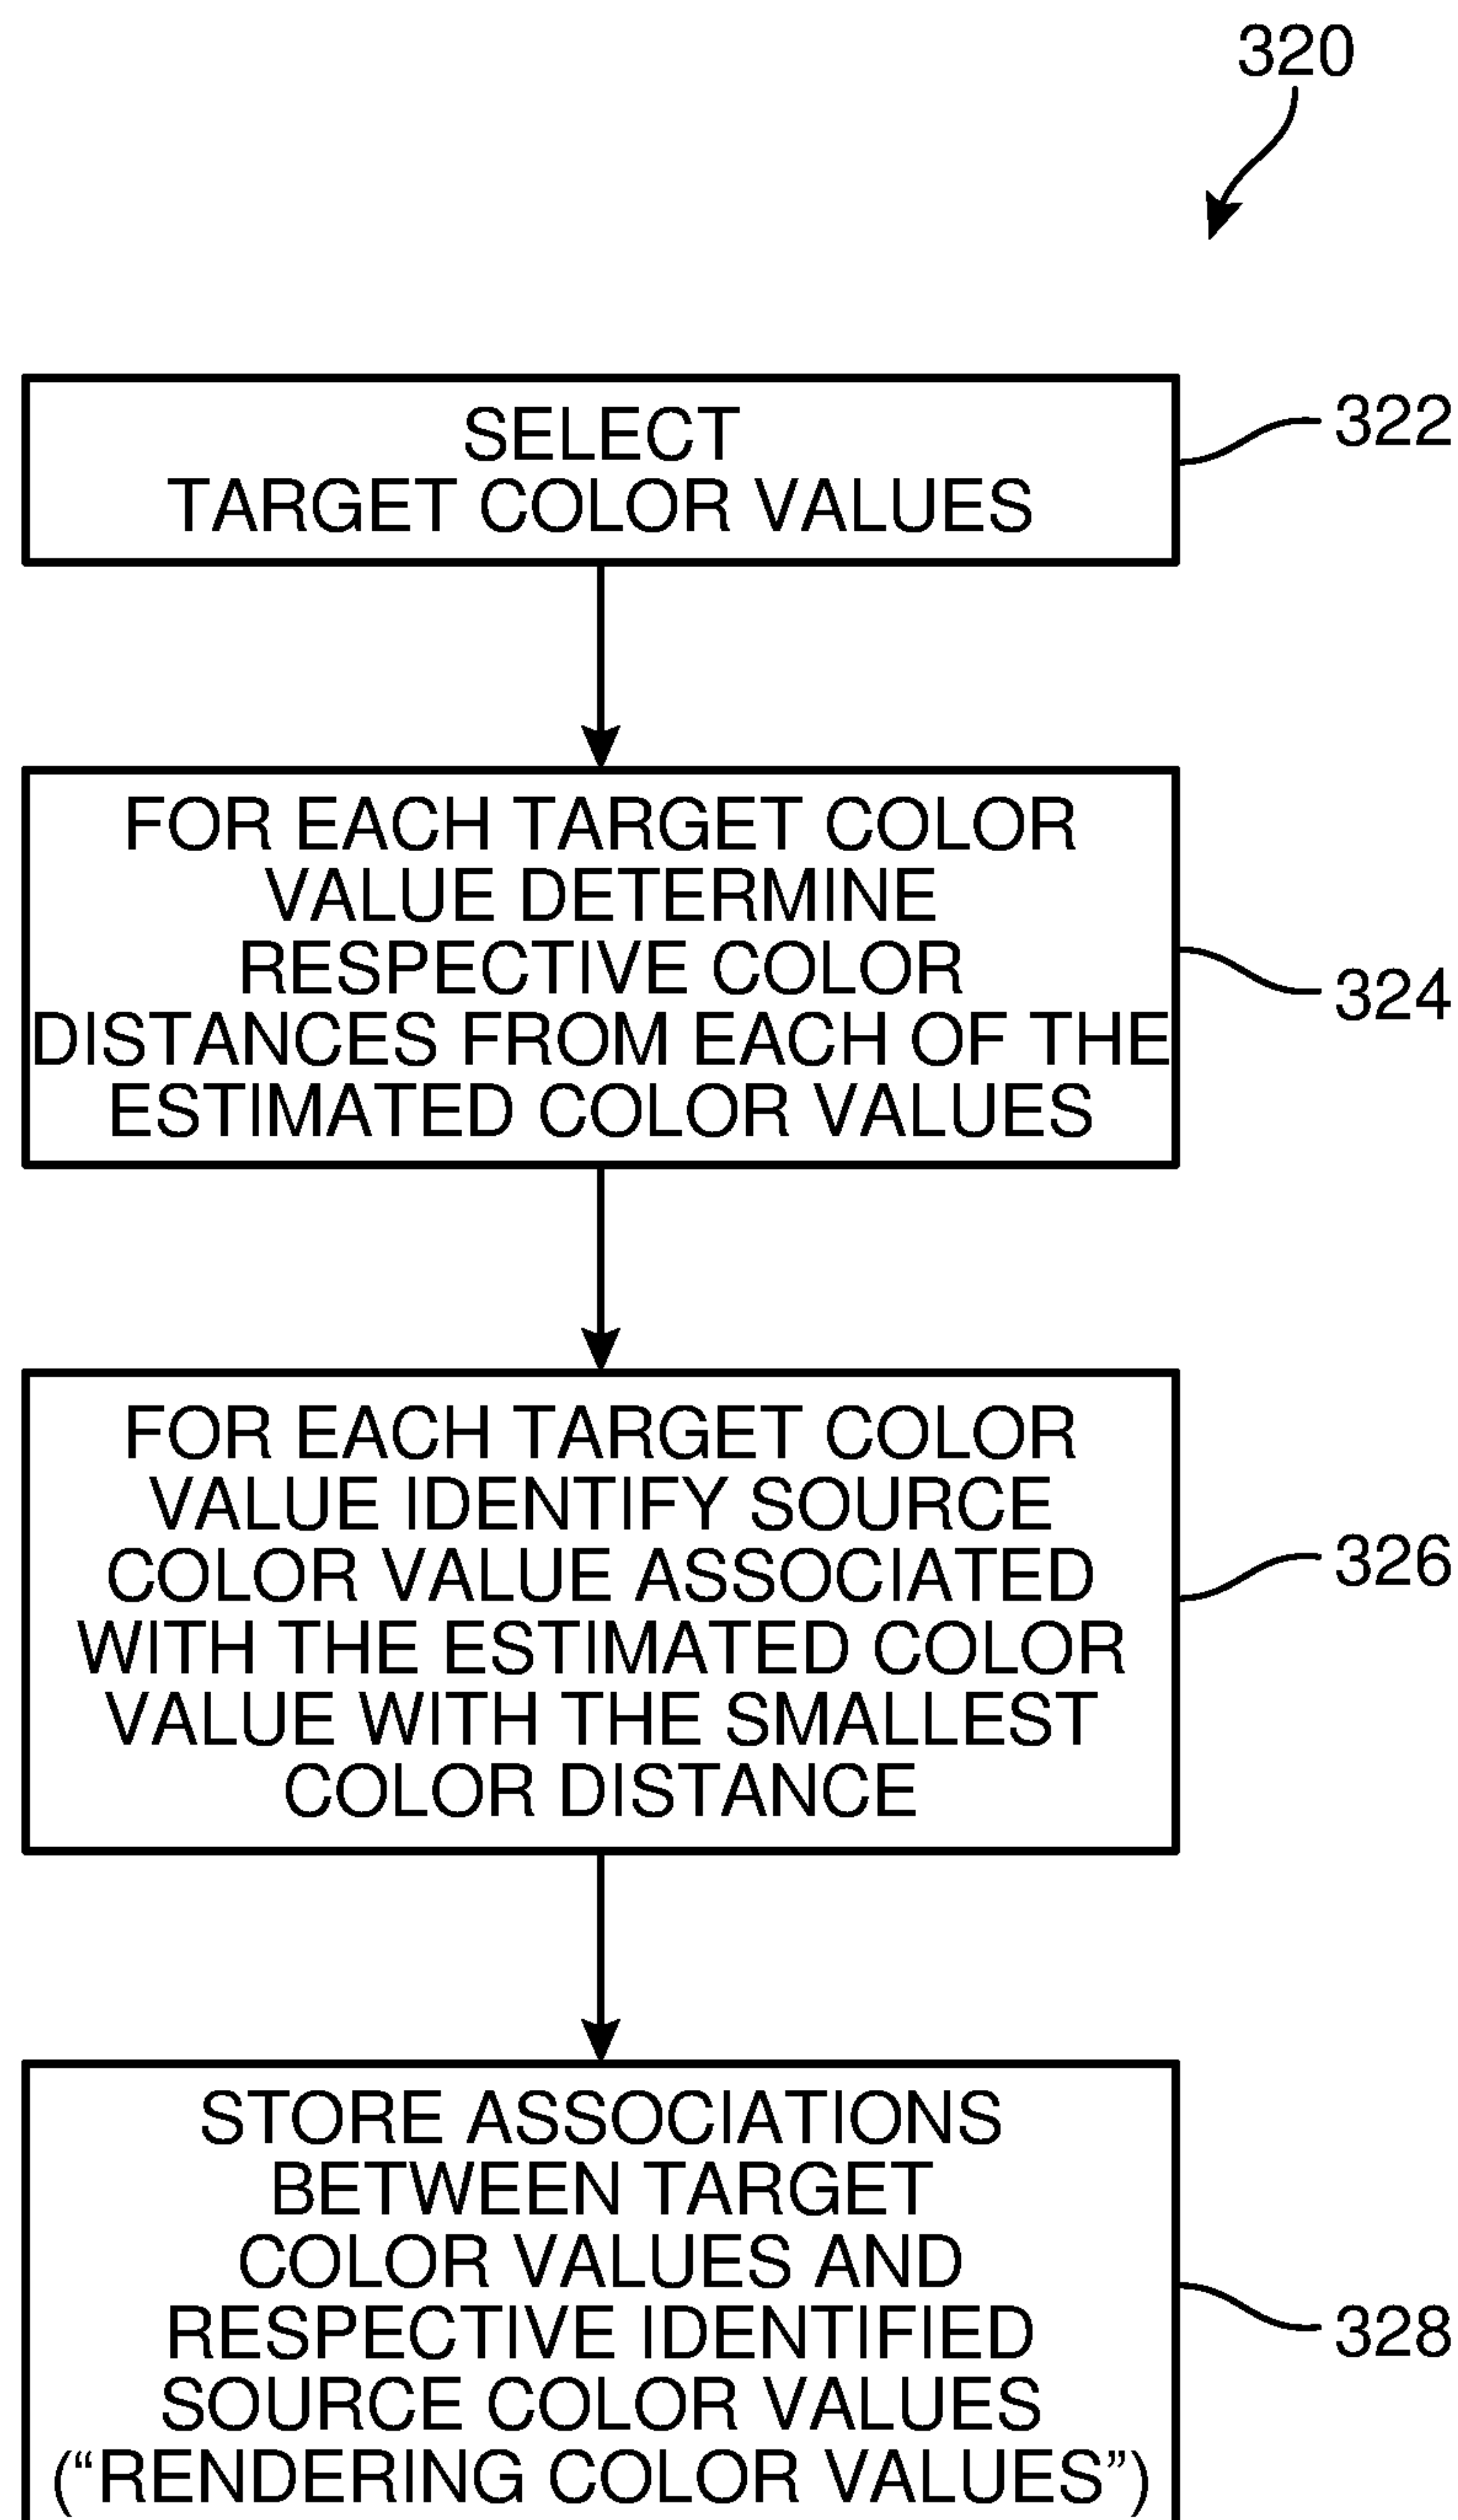 320
SELECT
TARGET COLOR VALUES
322
FOR EACH TARGET COLOR
VALUE DETERMINE
RESPECTIVE COLOR
DISTANCES FROM EACH OF THE
ESTIMATED COLOR VALUES
324
FOR EACH TARGET COLOR
VALUE IDENTIFY SOURCE
COLOR VALUE ASSOCIATED
WITH THE ESTIMATED COLOR
VALUE WITH THE SMALLEST
COLOR DISTANCE
326
STORE ASSOCIATIONS
BETWEEN TARGET
COLOR VALUES AND
RESPECTIVE IDENTIFIED
SOURCE COLOR VALUES
(“RENDERING COLOR VALUES”)
328